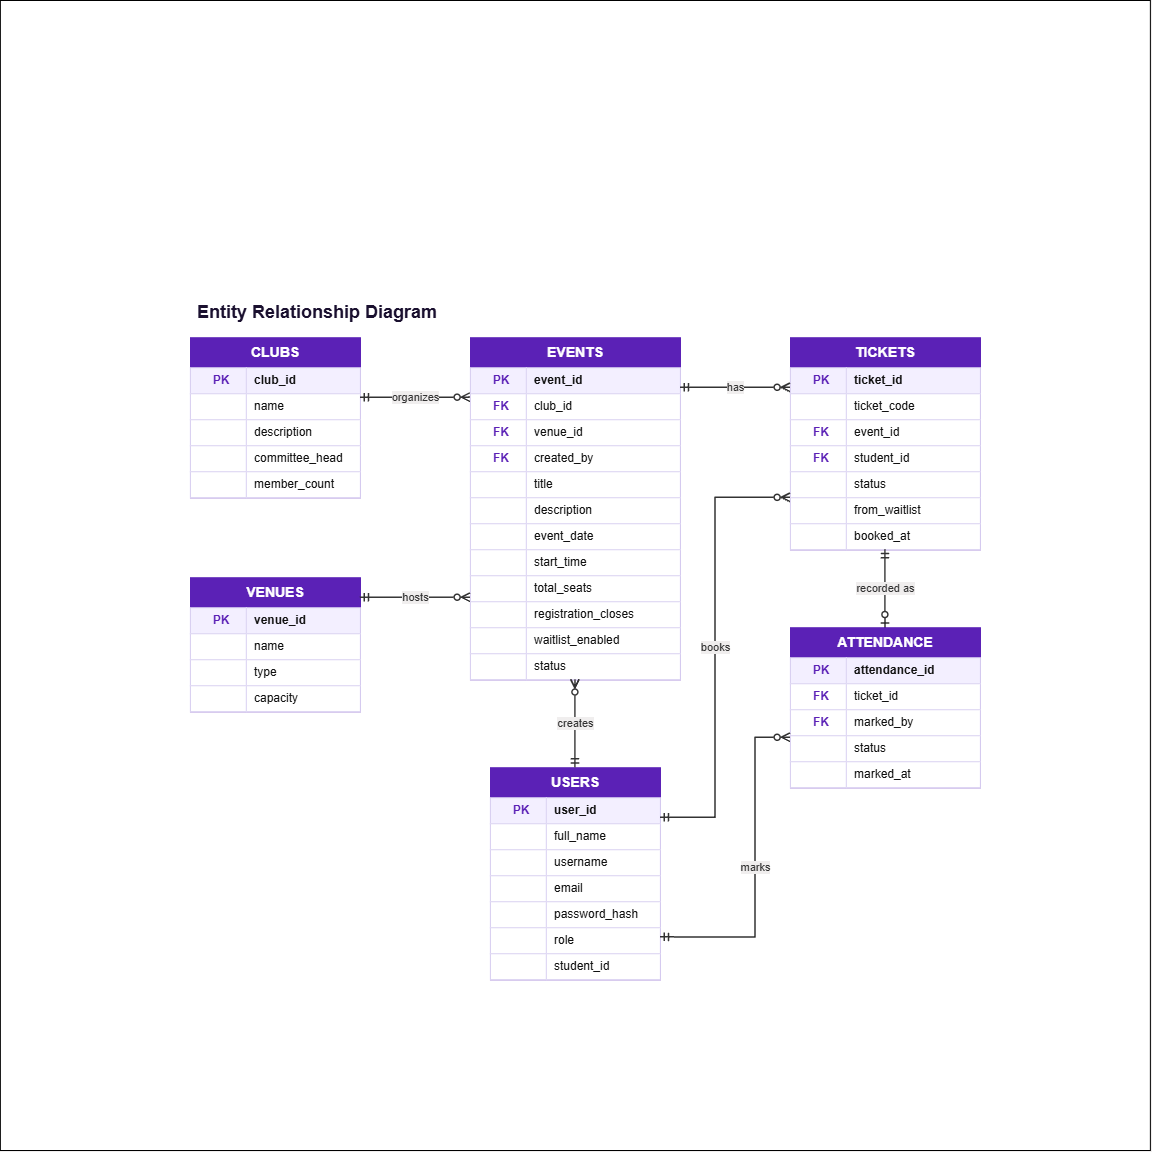 Entity Relationship Diagram
CLUBS
PK club_id
name
description
committee_head
member_count
organizes
EVENTS
PK event_id
FK club_id
FK venue_id
FK created_by
title
description
event_date
start_time
total_seats
registration_closes
waitlist_enabled
status
has
TICKETS
PK ticket_id
ticket_code
FK event_id
FK student_id
status
from_waitlist
booked_at
VENUES
PK venue_id
name
type
capacity
hosts
recorded as
books
ATTENDANCE
PK attendance_id
FK ticket_id
FK marked_by
status
marked_at
creates
USERS
PK user_id
full_name
username
email
password_hash
role
student_id
marks